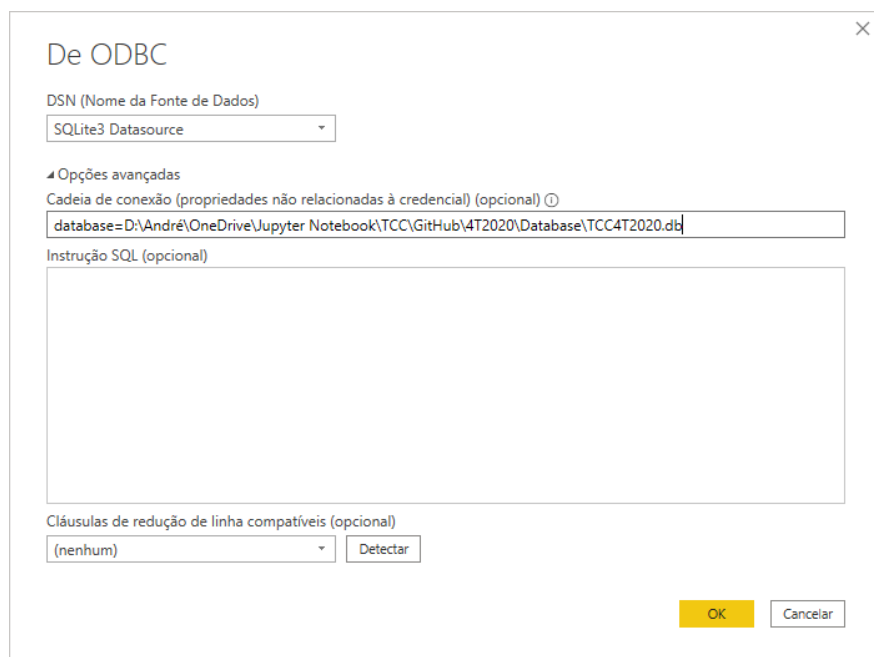 De ODBC
DSN (Nome da Fonte de Dados)
SQLite3 Datasource
Opções avançadas
Cadeia de conexão (propriedades não relacionadas à credencial) (opcional)
database=D:\André\OneDrive\Jupyter Notebook\TCC\GitHub\4T2020\Database\TCC4T2020.db
Instrução SQL (opcional)
Cláusulas de redução de linha compatíveis (opcional)
(nenhum) Detectar
OK Cancelar